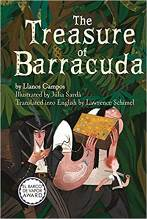 The
Treasure
of
Barracuda
by Llanos Campos
Illustrated by Júlia Sardà
Translated into English by Lawrence Schimel
EL BARCO
DE VAPOR
AWARD